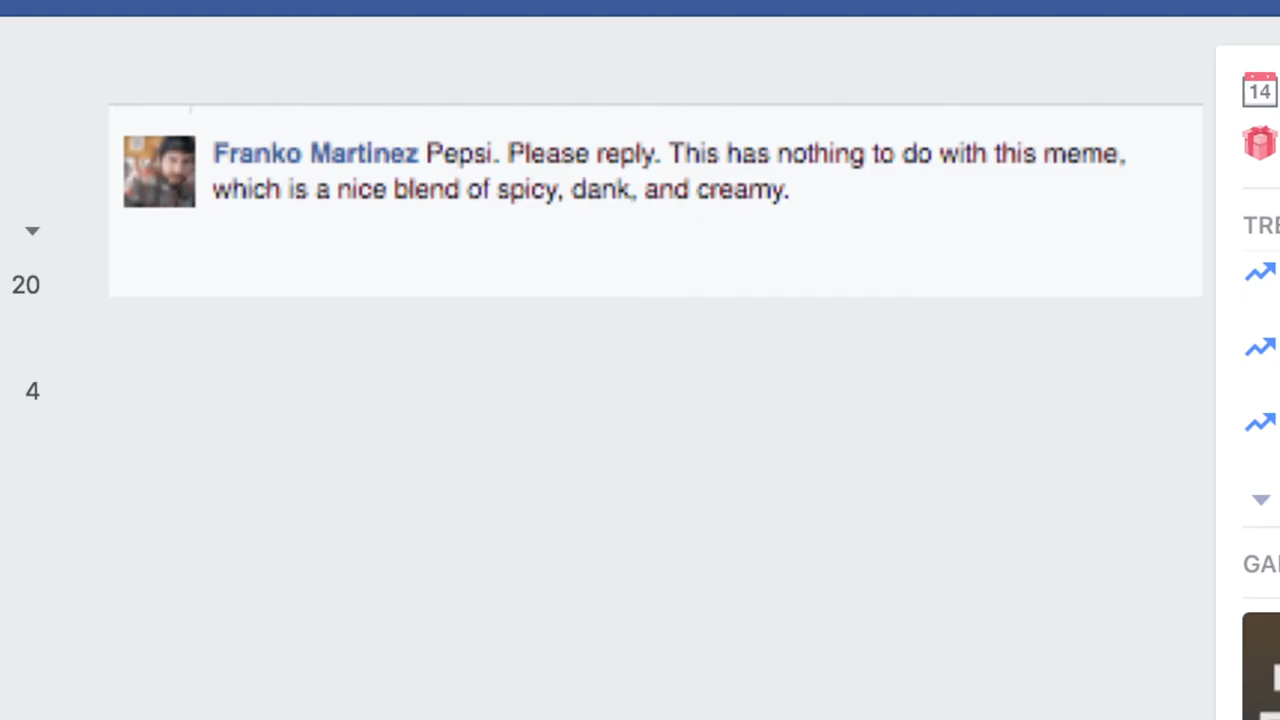 14
Franko Martinez Pepsi. Please reply. This has nothing to do with this meme,
which is a nice blend of spicy, dank, and creamy.
TRE
20
4
GA